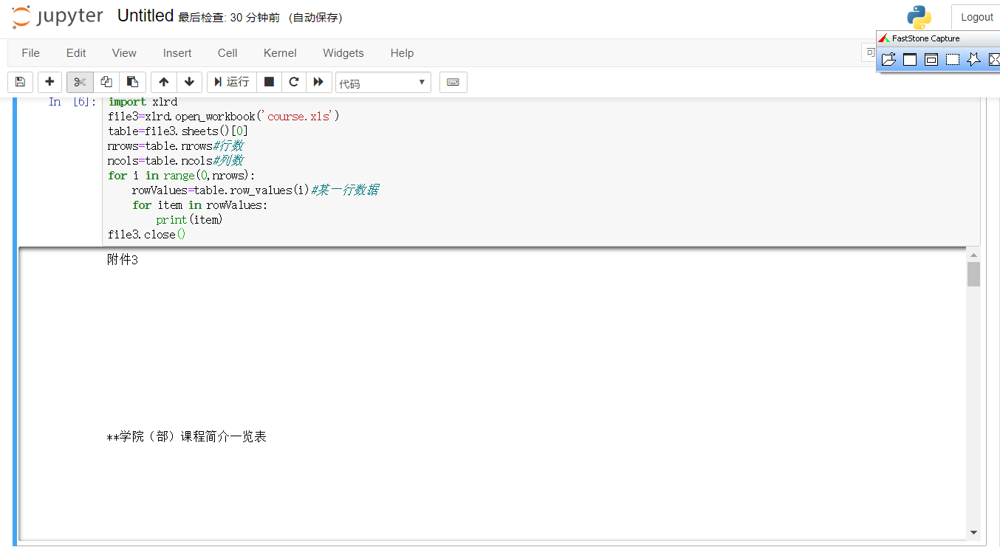 jupyter Untitled 最后检查: 30 分钟前 (自动保存) Logout
FastStone Capture
File Edit View Insert Cell Kernel Widgets Help 可
运行 代码
In [6]: import xlrd
file3=xlrd.open_workbook('course.xls')
table=file3.sheets()[0]
nrows=table.nrows#行数
ncols=table.ncols#列数
for i in range(0,nrows):
    rowValues=table.row_values(i)#某一行数据
    for item in rowValues:
        print(item)
file3.close()
附件3
**学院（部）课程简介一览表